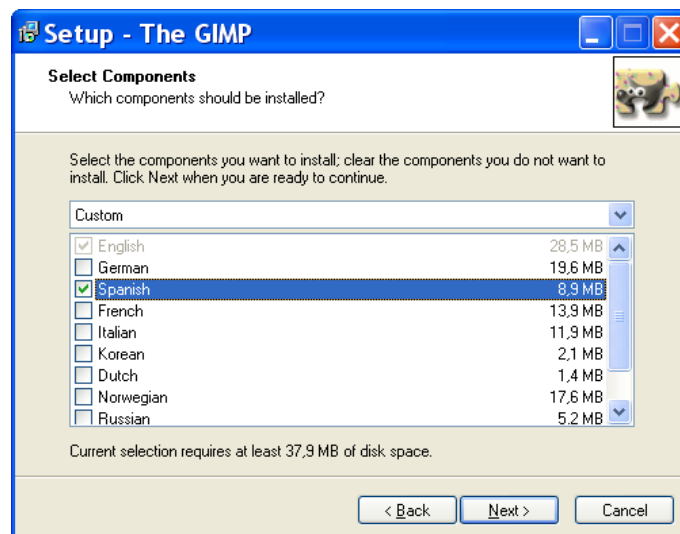 Setup - The GIMP
Select Components
Which components should be installed?
Select the components you want to install; clear the components you do not want to
install. Click Next when you are ready to continue.
Custom
English 28,5 MB
German 19,6 MB
Spanish 8,9 MB
French 13,9 MB
Italian 11,9 MB
Korean 2,1 MB
Dutch 1,4 MB
Norwegian 17,6 MB
Russian 5,2 MB
Current selection requires at least 37,9 MB of disk space.
< Back Next > Cancel